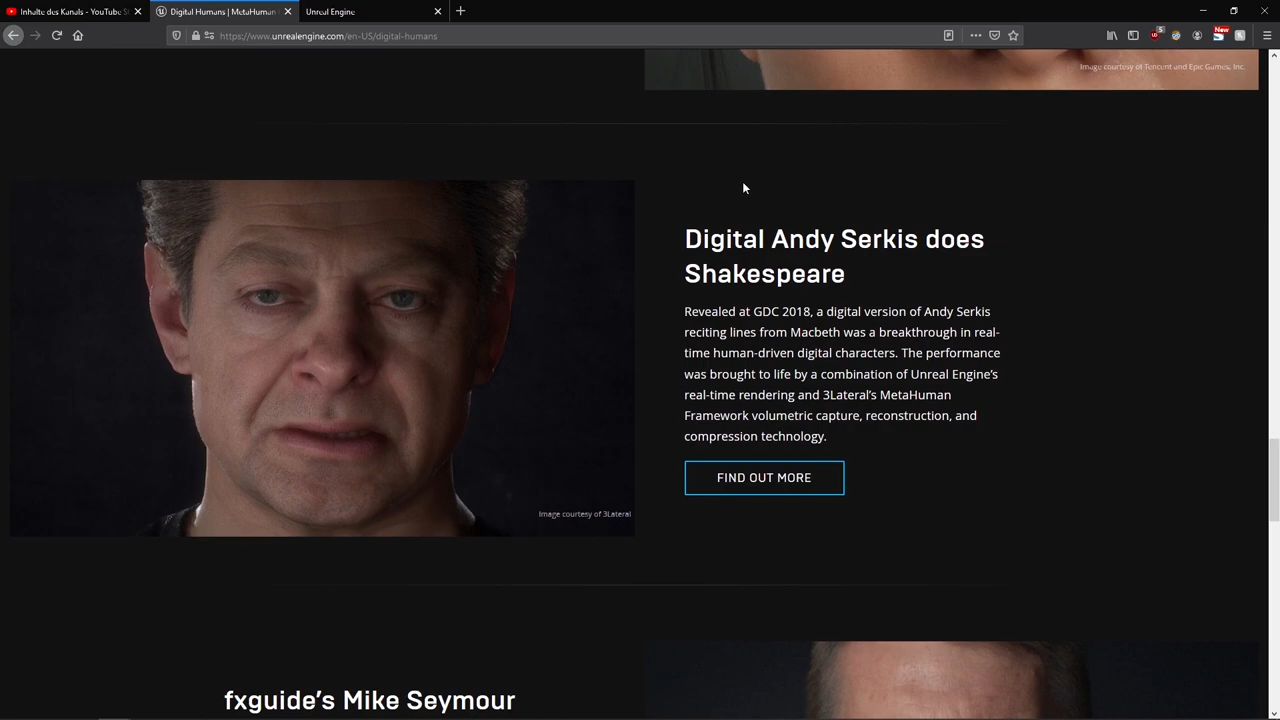 Inhalte des Kanals - YouTube S
Digital Humans | MetaHuman
Unreal Engine
https://www.unrealengine.com/en-US/digital-humans
New
Image courtesy of Tencent and Epic Games, Inc.
Digital Andy Serkis does
Shakespeare
Revealed at GDC 2018, a digital version of Andy Serkis
reciting lines from Macbeth was a breakthrough in real-
time human-driven digital characters. The performance
was brought to life by a combination of Unreal Engine’s
real-time rendering and 3Lateral’s MetaHuman
Framework volumetric capture, reconstruction, and
compression technology.
FIND OUT MORE
Image courtesy of 3Lateral
fxguide’s Mike Seymour